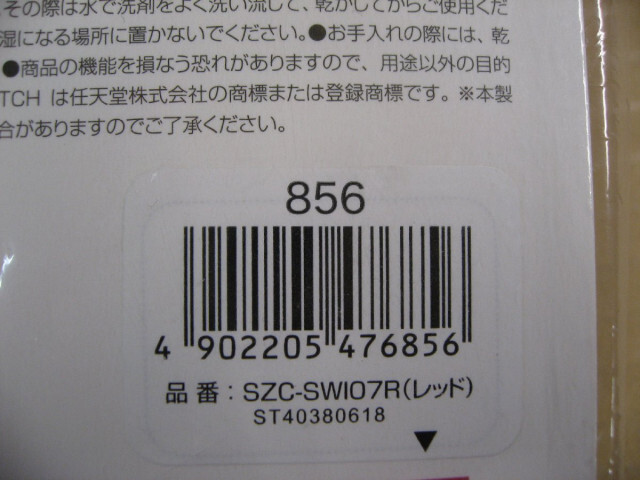 その際は水で洗剤をよく洗い流して、乾かしてからご使用くだ
湿になる場所に置かないでください。●お手入れの際には、乾
●商品の機能を損なう恐れがありますので、用途以外の目的
TCH は任天堂株式会社の商標または登録商標です。※本製
合がありますのでご了承ください。
856
4 902205 476856
品番：SZC-SWI07R(レッド)
ST40380618